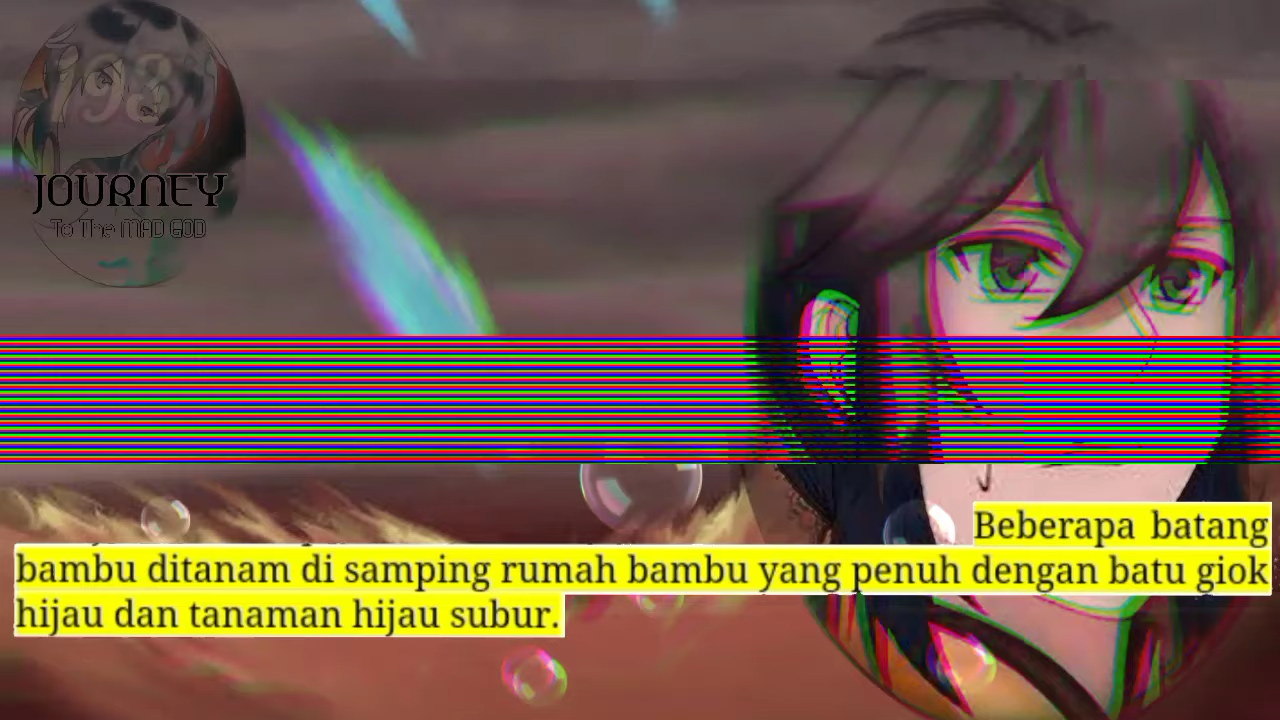 198
JOURNEY
To The MAD GOD
Beberapa batang
bambu ditanam di samping rumah bambu yang penuh dengan batu giok
hijau dan tanaman hijau subur.